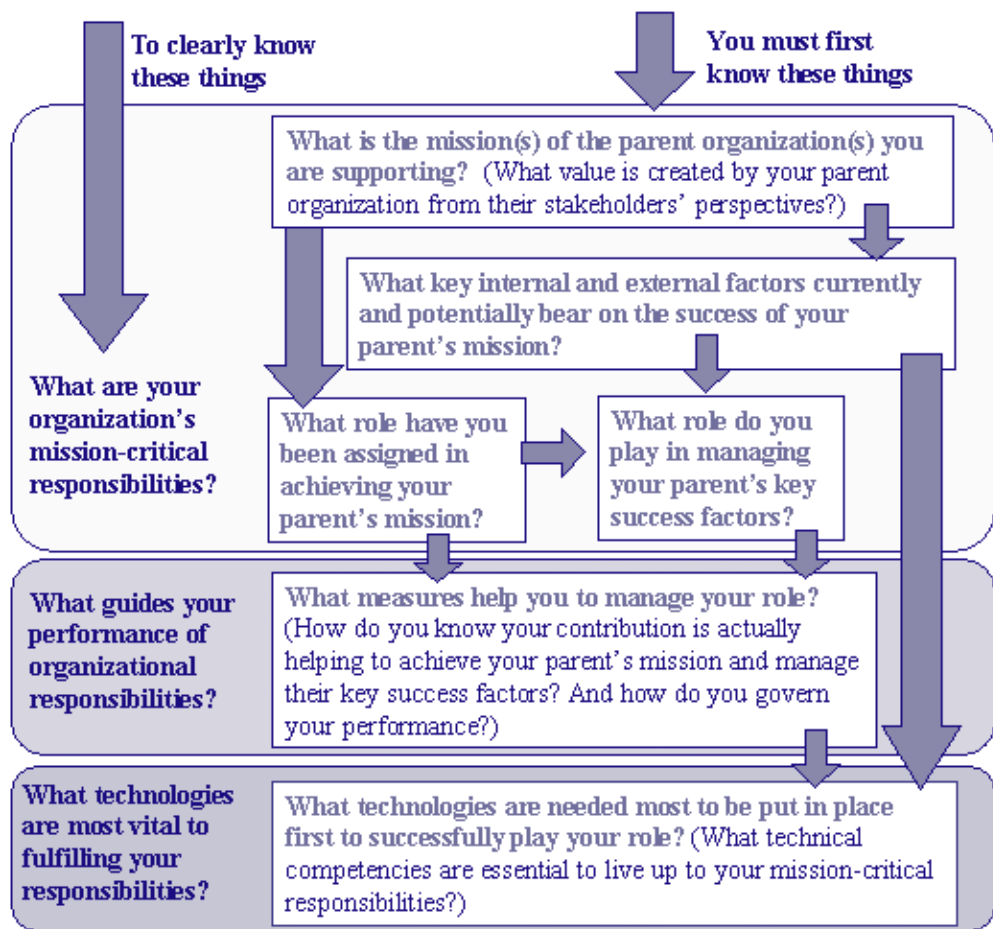 To clearly know
these things
You must first
know these things
What is the mission(s) of the parent organization(s) you
are supporting? (What value is created by your parent
organization from their stakeholders’ perspectives?)
What key internal and external factors currently
and potentially bear on the success of your
parent’s mission?
What are your
organization’s
mission-critical
responsibilities?
What role have you
been assigned in
achieving your
parent’s mission?
What role do you
play in managing
your parent’s key
success factors?
What guides your
performance of
organizational
responsibilities?
What measures help you to manage your role?
(How do you know your contribution is actually
helping to achieve your parent’s mission and manage
their key success factors? And how do you govern
your performance?)
What technologies
are most vital to
fulfilling your
responsibilities?
What technologies are needed most to be put in place
first to successfully play your role? (What technical
competencies are essential to live up to your mission-critical
responsibilities?)